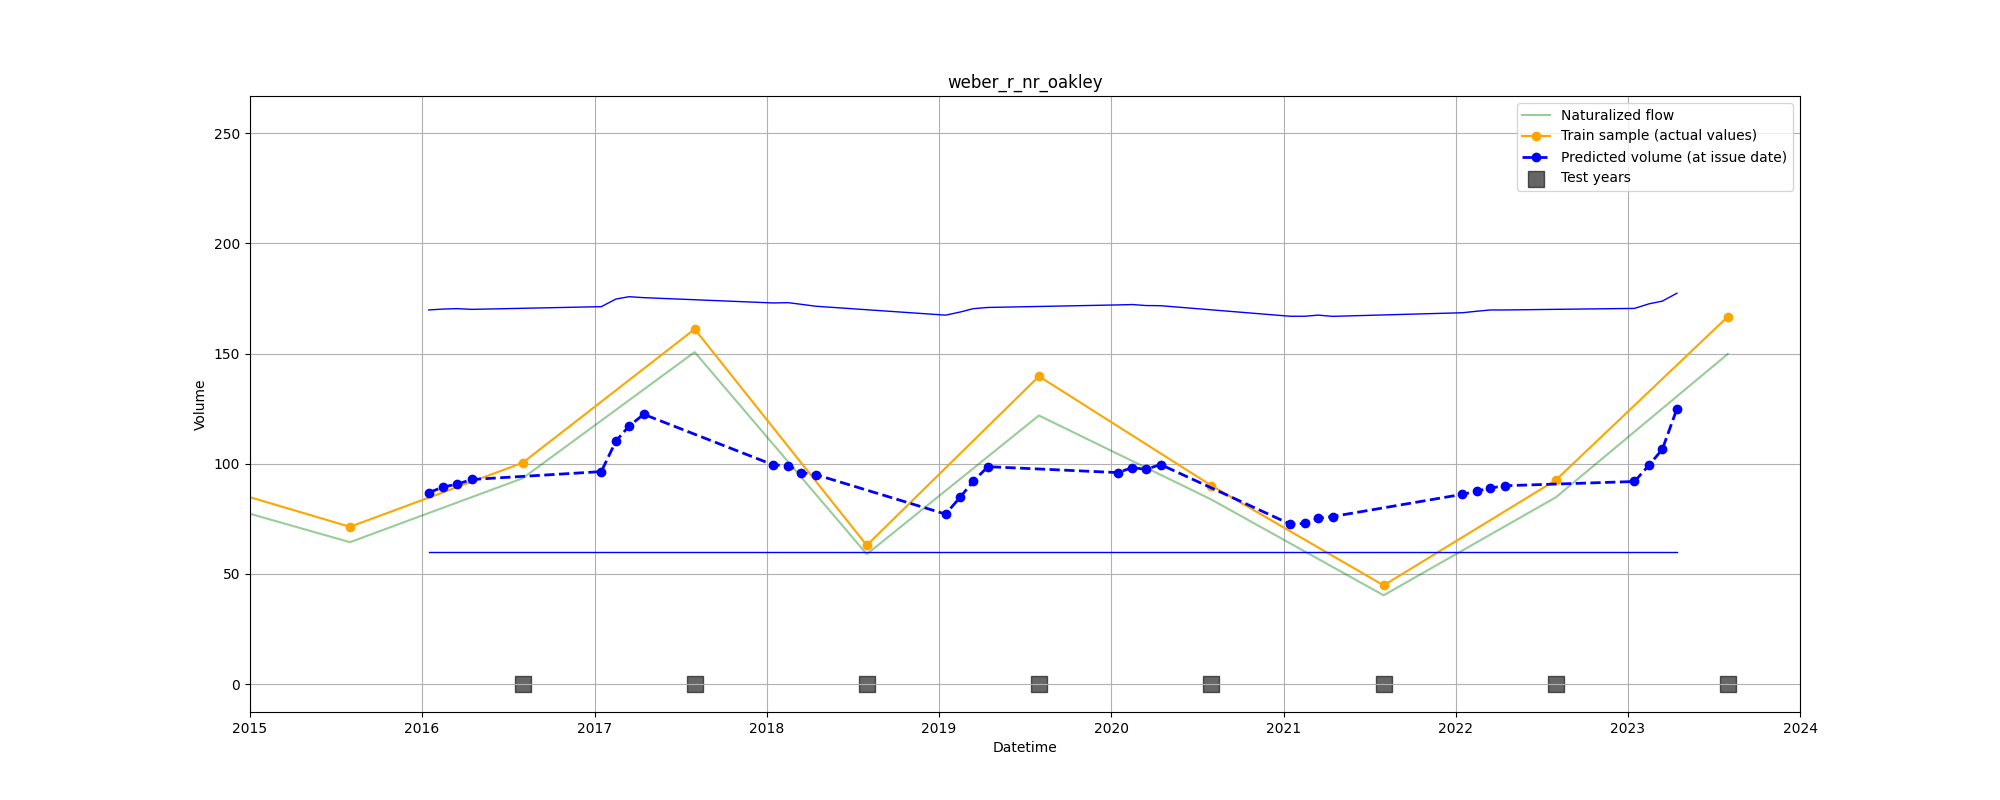 weber_r_nr_oakley
Naturalized flow
Train sample (actual values)
Predicted volume (at issue date)
Test years
250
200
150
100
50
0
Volume
2015 2016 2017 2018 2019 2020 2021 2022 2023 2024
Datetime